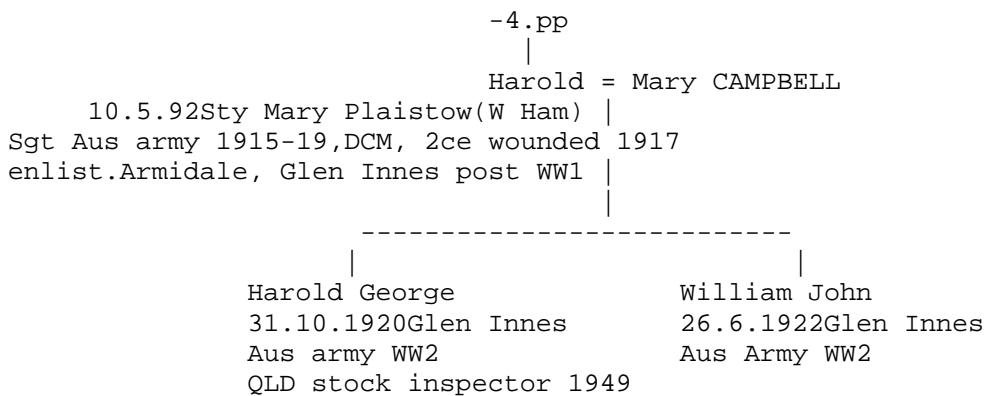 -4.pp
Harold = Mary CAMPBELL
10.5.92Sty Mary Plaistow(W Ham)
Sgt Aus army 1915-19,DCM, 2ce wounded 1917
enlist.Armidale, Glen Innes post WW1
Harold George William John
31.10.1920Glen Innes 26.6.1922Glen Innes
Aus army WW2 Aus Army WW2
QLD stock inspector 1949